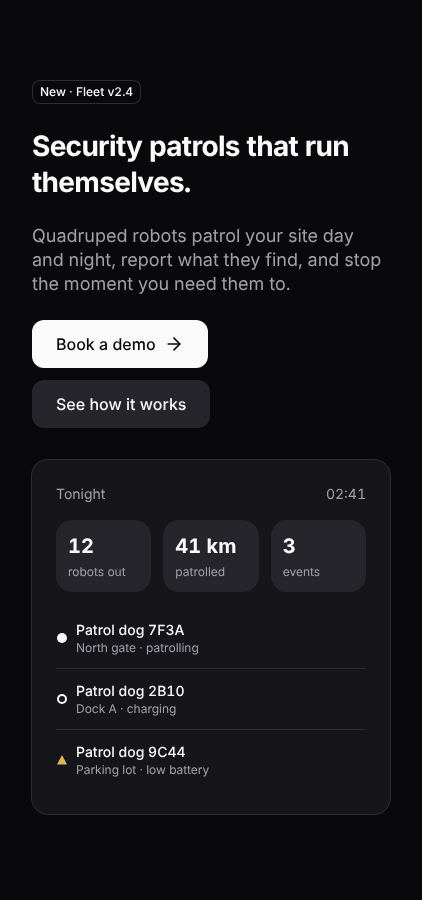 New · Fleet v2.4
Security patrols that run
themselves.
Quadruped robots patrol your site day
and night, report what they find, and stop
the moment you need them to.
Book a demo
See how it works
Tonight
02:41
12
robots out
41 km
patrolled
3
events
Patrol dog 7F3A
North gate · patrolling
Patrol dog 2B10
Dock A · charging
Patrol dog 9C44
Parking lot · low battery